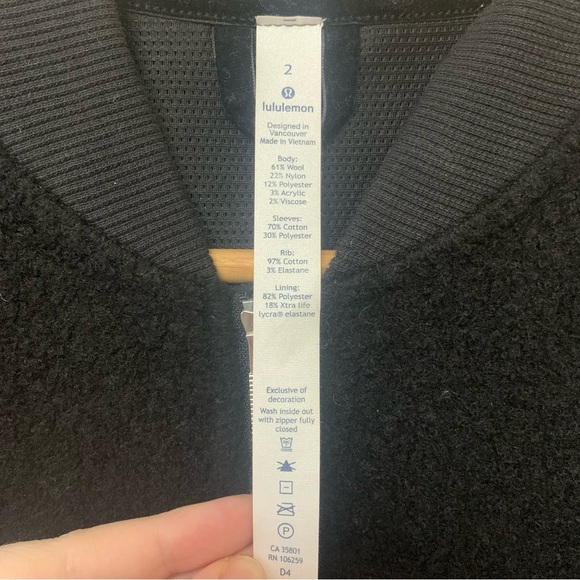 2
lululemon
Designed in
Vancouver
Made in Vietnam
Body:
61% Wool
22% Nylon
12% Polyester
3% Acrylic
2% Viscose
Sleeves:
70% Cotton
30% Polyester
Rib:
97% Cotton
3% Elastane
Lining:
82% Polyester
18% Xtra life
lycra® elastane
Exclusive of
decoration
Wash inside out
with zipper fully
closed
P
CA 35801
RN 106259
D4